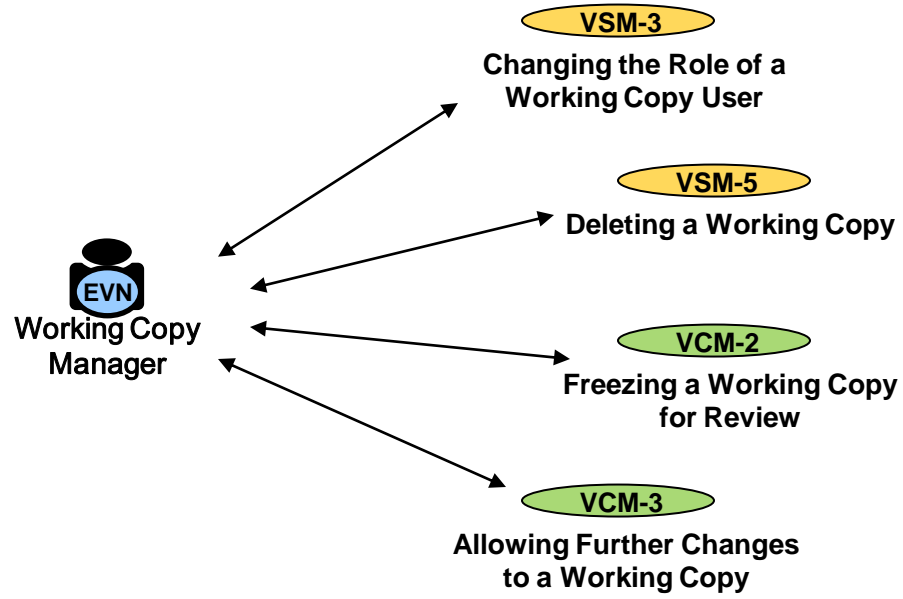 VSM-3
Changing the Role of a
Working Copy User
VSM-5
Deleting a Working Copy
EVN
Working Copy
Manager
VCM-2
Freezing a Working Copy
for Review
VCM-3
Allowing Further Changes
to a Working Copy